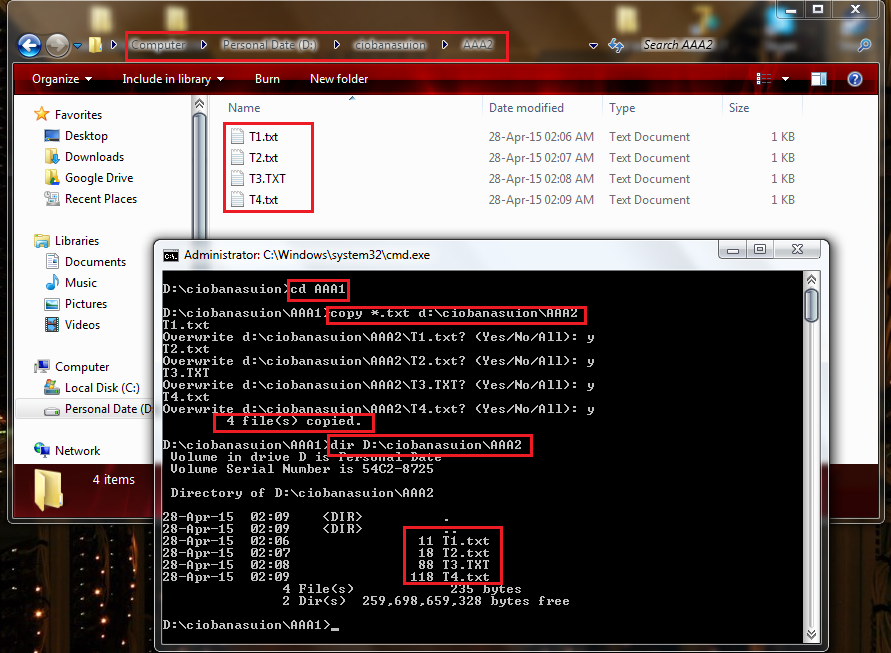 Computer Personal Date (D:) ciobanasuion AAA2 Search AAA2
Organize Include in library Burn New folder
Name Date modified Type Size
Favorites
Desktop
Downloads
Google Drive
Recent Places
Libraries
Documents
Music
Pictures
Videos
Computer
Local Disk (C:)
Personal Date (D
Network
4 items
T1.txt 28-Apr-15 02:06 AM Text Document 1 KB
T2.txt 28-Apr-15 02:07 AM Text Document 1 KB
T3.TXT 28-Apr-15 02:08 AM Text Document 1 KB
T4.txt 28-Apr-15 02:09 AM Text Document 1 KB
C:\ Administrator: C:\Windows\system32\cmd.exe
D:\ciobanasuion>cd AAA1
D:\ciobanasuion\AAA1>copy *.txt d:\ciobanasuion\AAA2
T1.txt
Overwrite d:\ciobanasuion\AAA2\T1.txt? (Yes/No/All): y
T2.txt
Overwrite d:\ciobanasuion\AAA2\T2.txt? (Yes/No/All): y
T3.TXT
Overwrite d:\ciobanasuion\AAA2\T3.TXT? (Yes/No/All): y
T4.txt
Overwrite d:\ciobanasuion\AAA2\T4.txt? (Yes/No/All): y
4 file(s) copied.
D:\ciobanasuion\AAA1>dir D:\ciobanasuion\AAA2
Volume in drive D is Personal Date
Volume Serial Number is 54C2-8725
Directory of D:\ciobanasuion\AAA2
28-Apr-15 02:09 <DIR> .
28-Apr-15 02:09 <DIR> ..
28-Apr-15 02:06 11 T1.txt
28-Apr-15 02:07 18 T2.txt
28-Apr-15 02:08 88 T3.TXT
28-Apr-15 02:09 118 T4.txt
4 File(s) 235 bytes
2 Dir(s) 259,698,659,328 bytes free
D:\ciobanasuion\AAA1>_